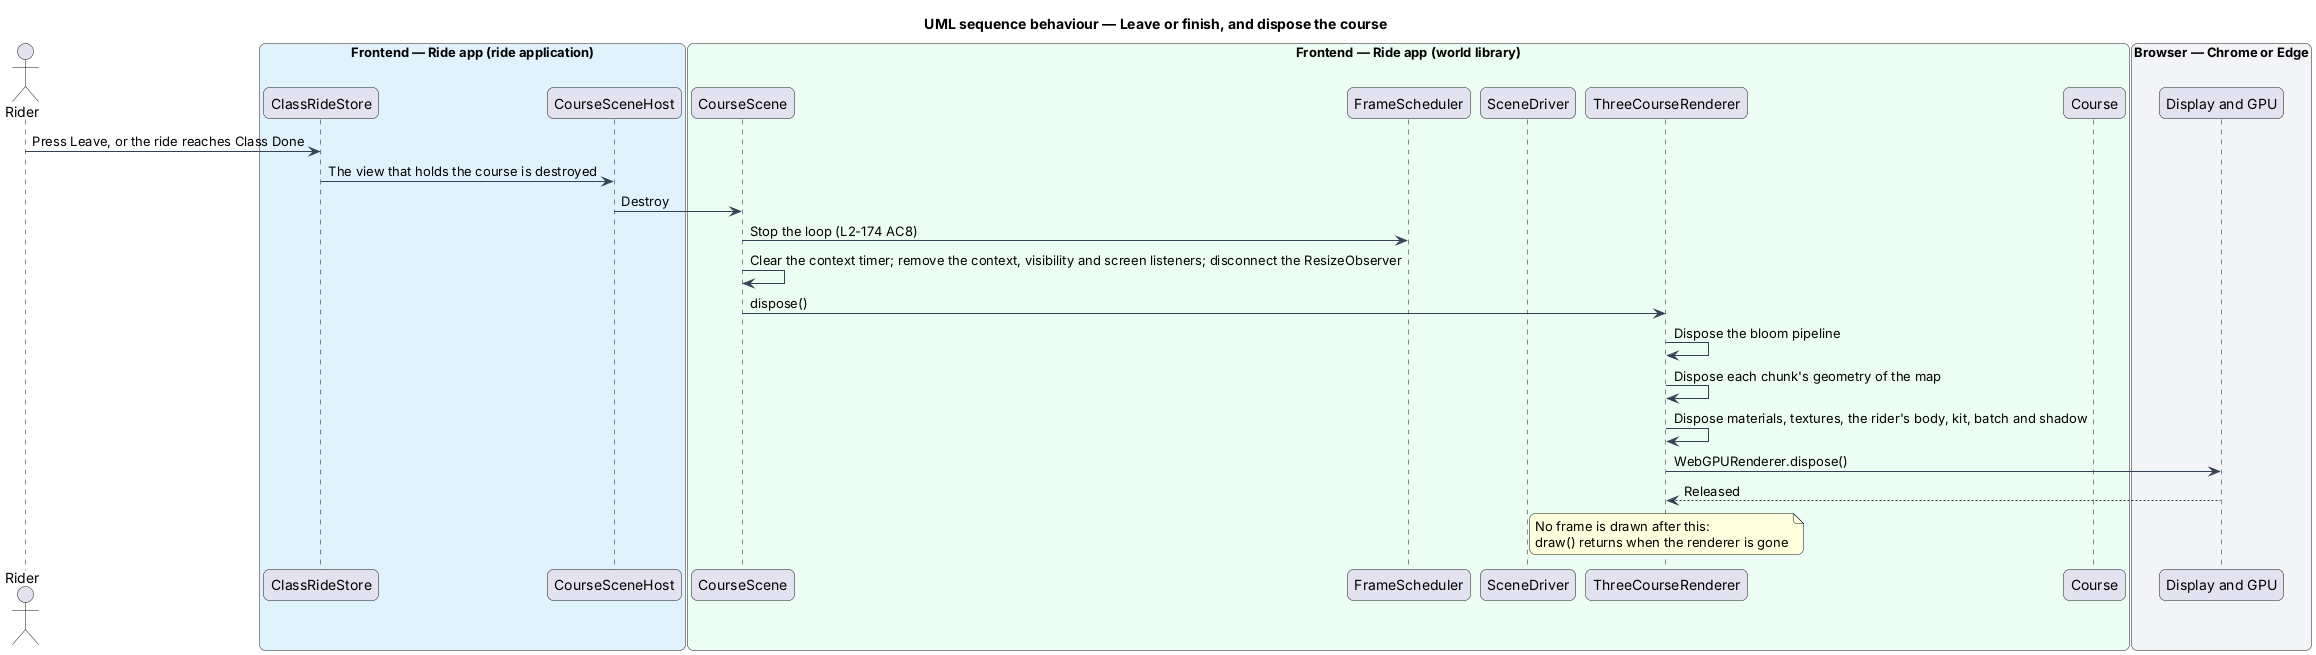 UML sequence behaviour — Leave or finish, and dispose the course
Frontend — Ride app (ride application)
Frontend — Ride app (world library)
Browser — Chrome or Edge
Rider
ClassRideStore
CourseSceneHost
CourseScene
FrameScheduler
SceneDriver
ThreeCourseRenderer
Course
Display and GPU
Press Leave, or the ride reaches Class Done
The view that holds the course is destroyed
Destroy
Stop the loop (L2-174 AC8)
Clear the context timer; remove the context, visibility and screen listeners; disconnect the ResizeObserver
dispose()
Dispose the bloom pipeline
Dispose each chunk's geometry of the map
Dispose materials, textures, the rider's body, kit, batch and shadow
WebGPURenderer.dispose()
Released
No frame is drawn after this:
draw() returns when the renderer is gone
Rider
ClassRideStore
CourseSceneHost
CourseScene
FrameScheduler
SceneDriver
ThreeCourseRenderer
Course
Display and GPU